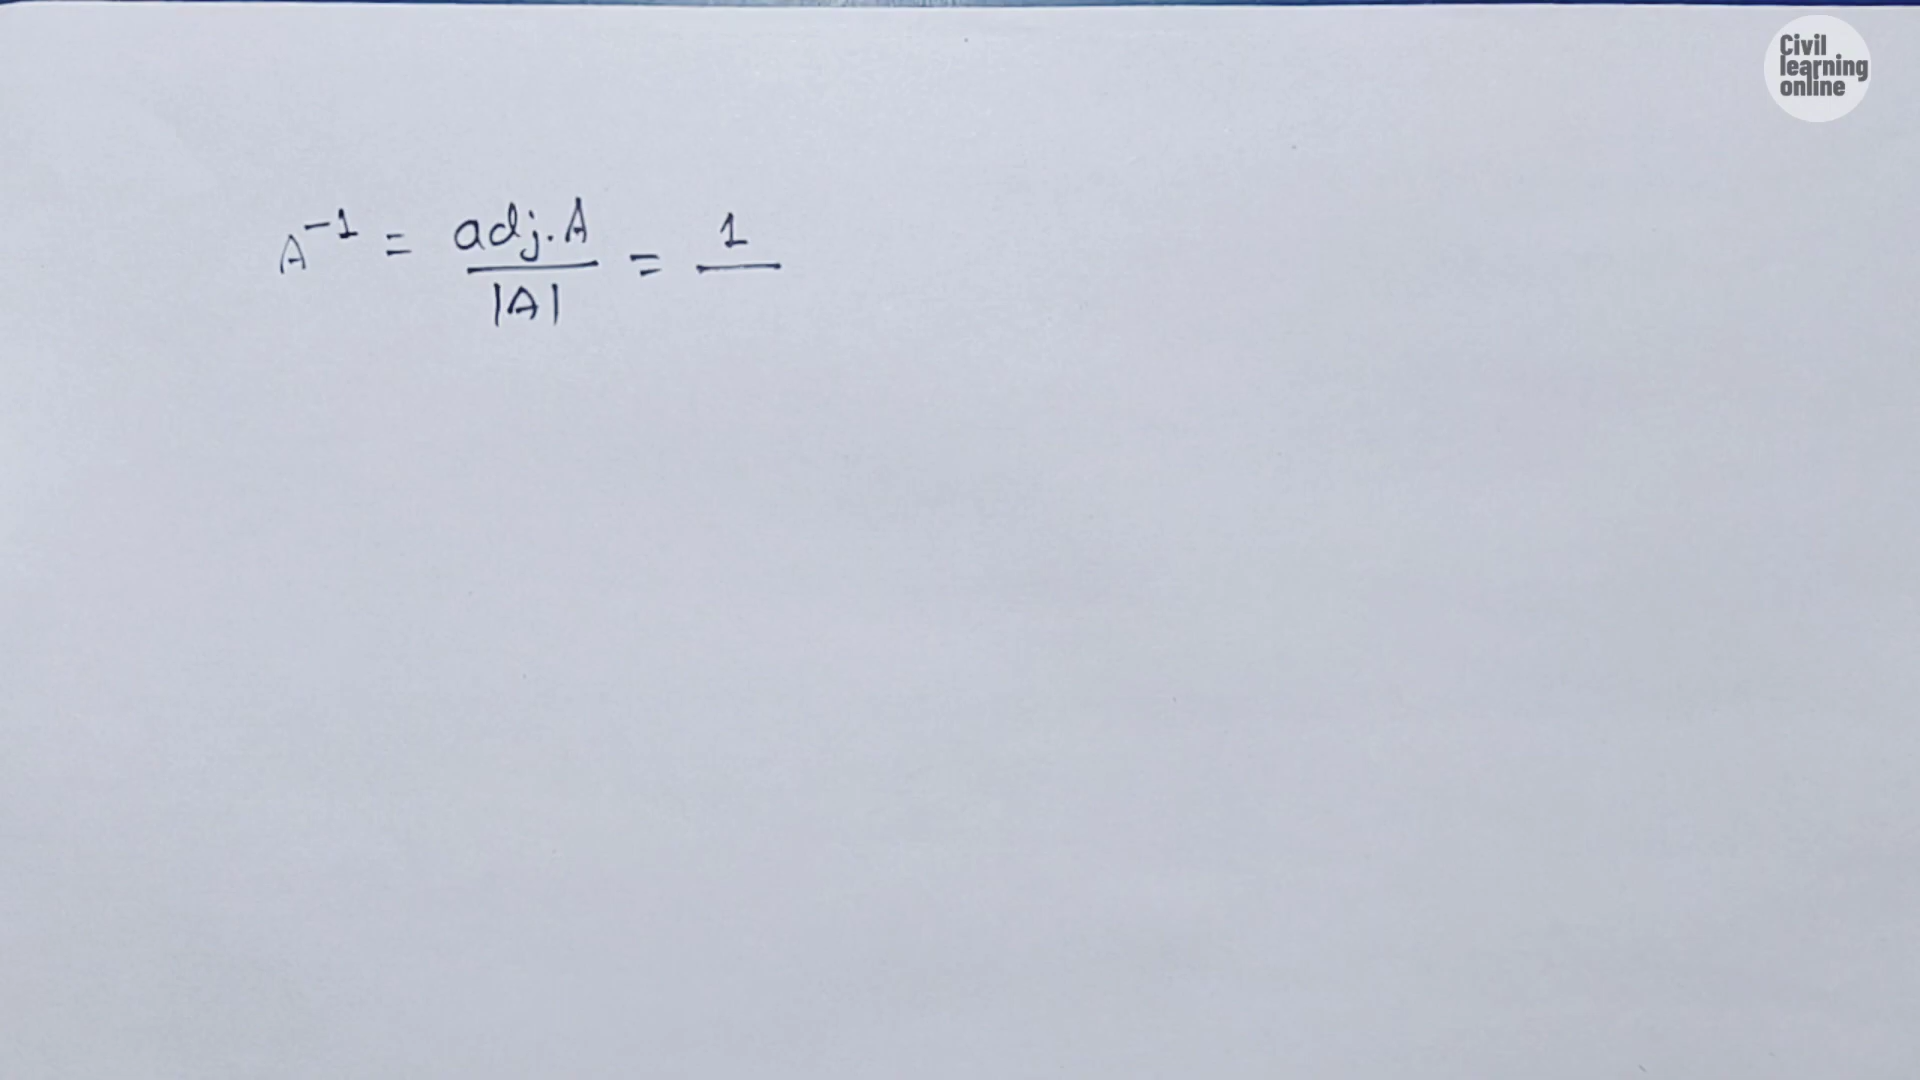 Civil
learning
online
A⁻¹ = adj.A / |A| = 1 /